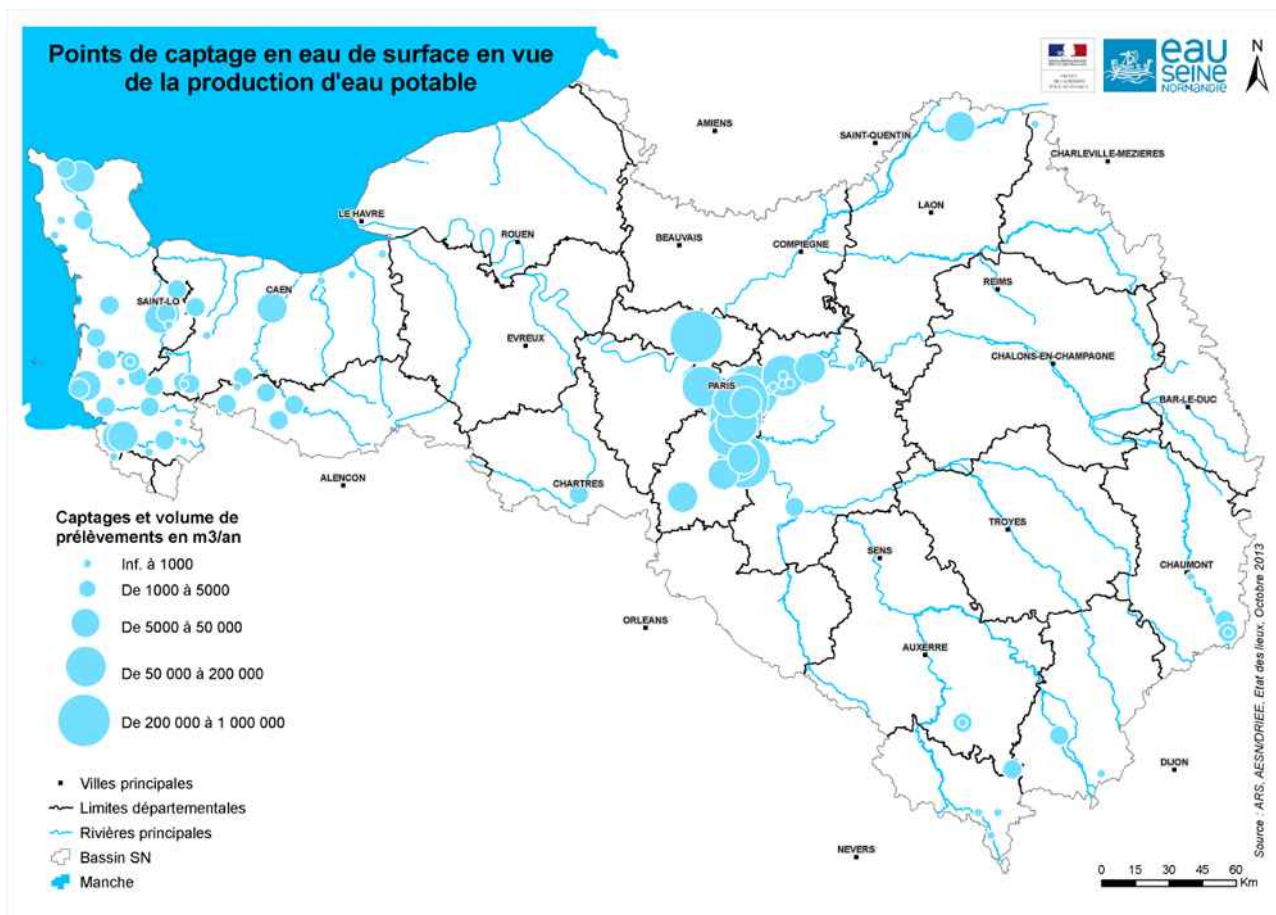 Points de captage en eau de surface en vue
de la production d'eau potable
eau
SEINE
NORMANDIE
N
AMIENS
SAINT-QUENTIN
CHARLEVILLE-MEZIERES
LAON
LE HAVRE
ROUEN
BEAUVAIS
COMPIEGNE
REIMS
SAINT-LO
CAEN
EVREUX
CHALONS-EN-CHAMPAGNE
PARIS
BAR-LE-DUC
ALENCON
CHARTRES
TROYES
SENS
CHAUMONT
ORLEANS
AUXERRE
DIJON
NEVERS
Captages et volume de
prélèvements en m3/an
Inf. à 1000
De 1000 à 5000
De 5000 à 50 000
De 50 000 à 200 000
De 200 000 à 1 000 000
Villes principales
Limites départementales
Rivières principales
Bassin SN
Manche
0 15 30 45 60
Km
Source : ARS, AESN/DRIEE, Etat des lieux, Octobre 2013